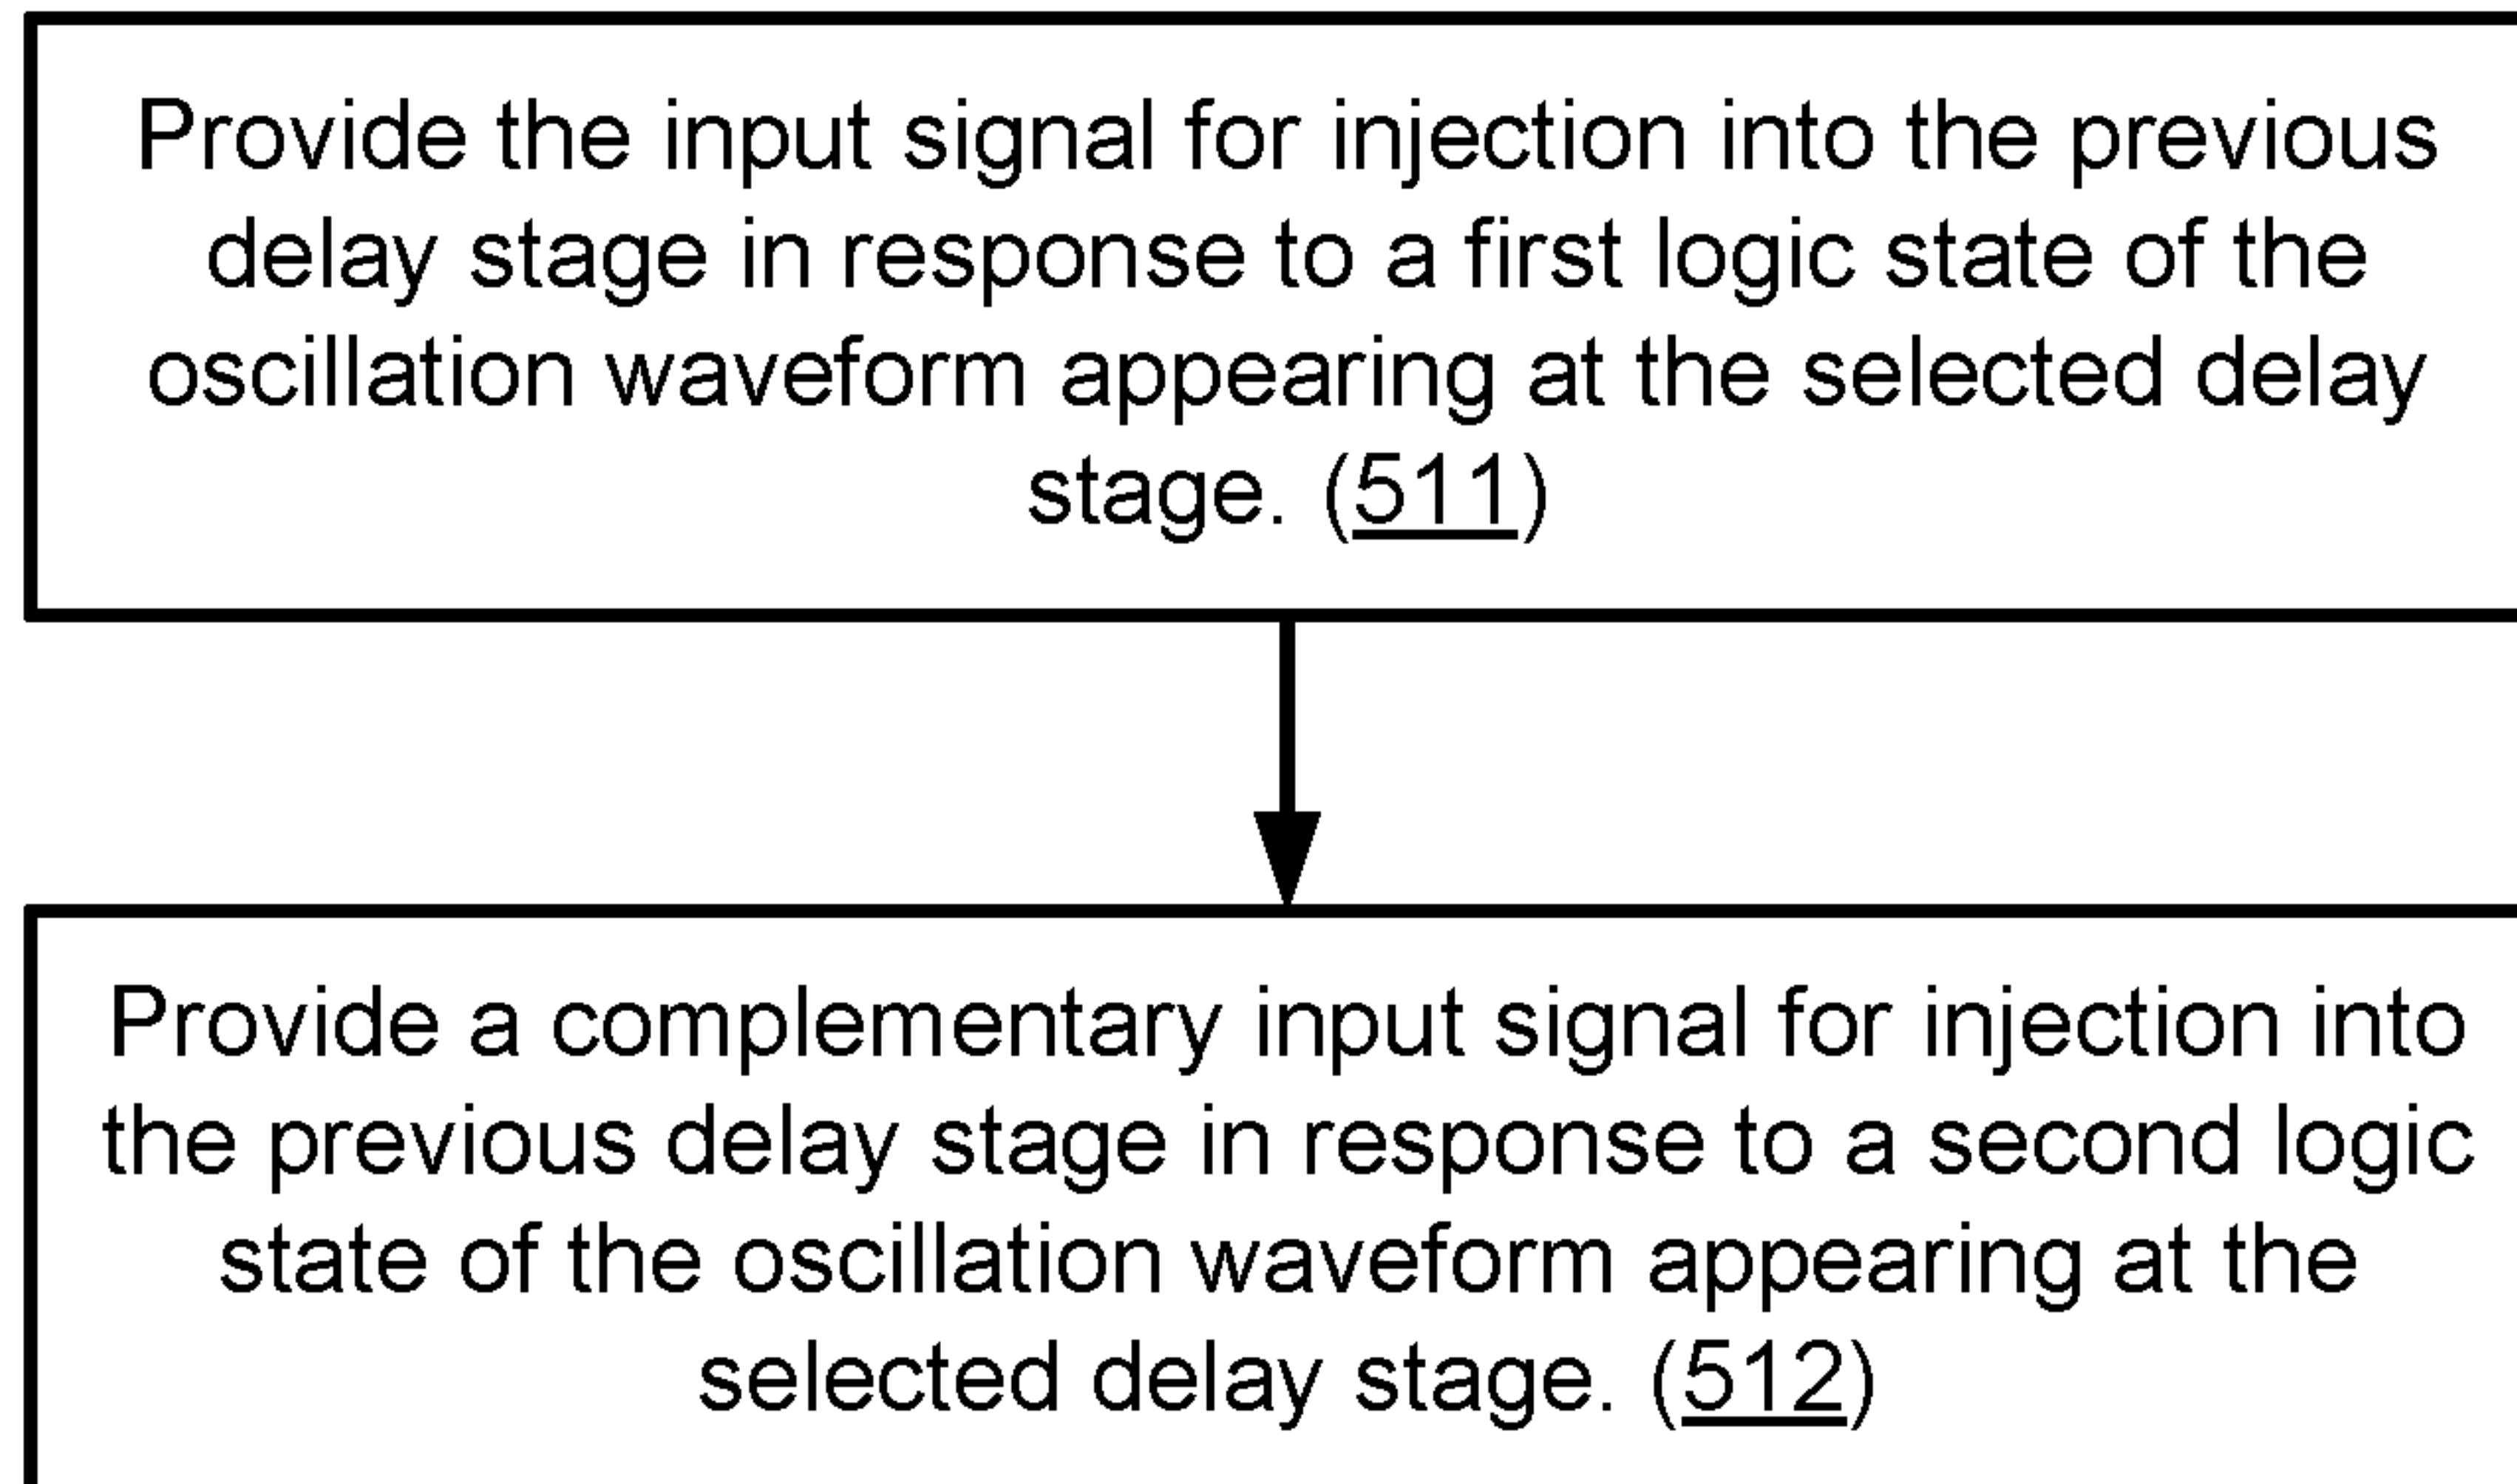 Provide the input signal for injection into the previous
delay stage in response to a first logic state of the
oscillation waveform appearing at the selected delay
stage. (511)
Provide a complementary input signal for injection into
the previous delay stage in response to a second logic
state of the oscillation waveform appearing at the
selected delay stage. (512)